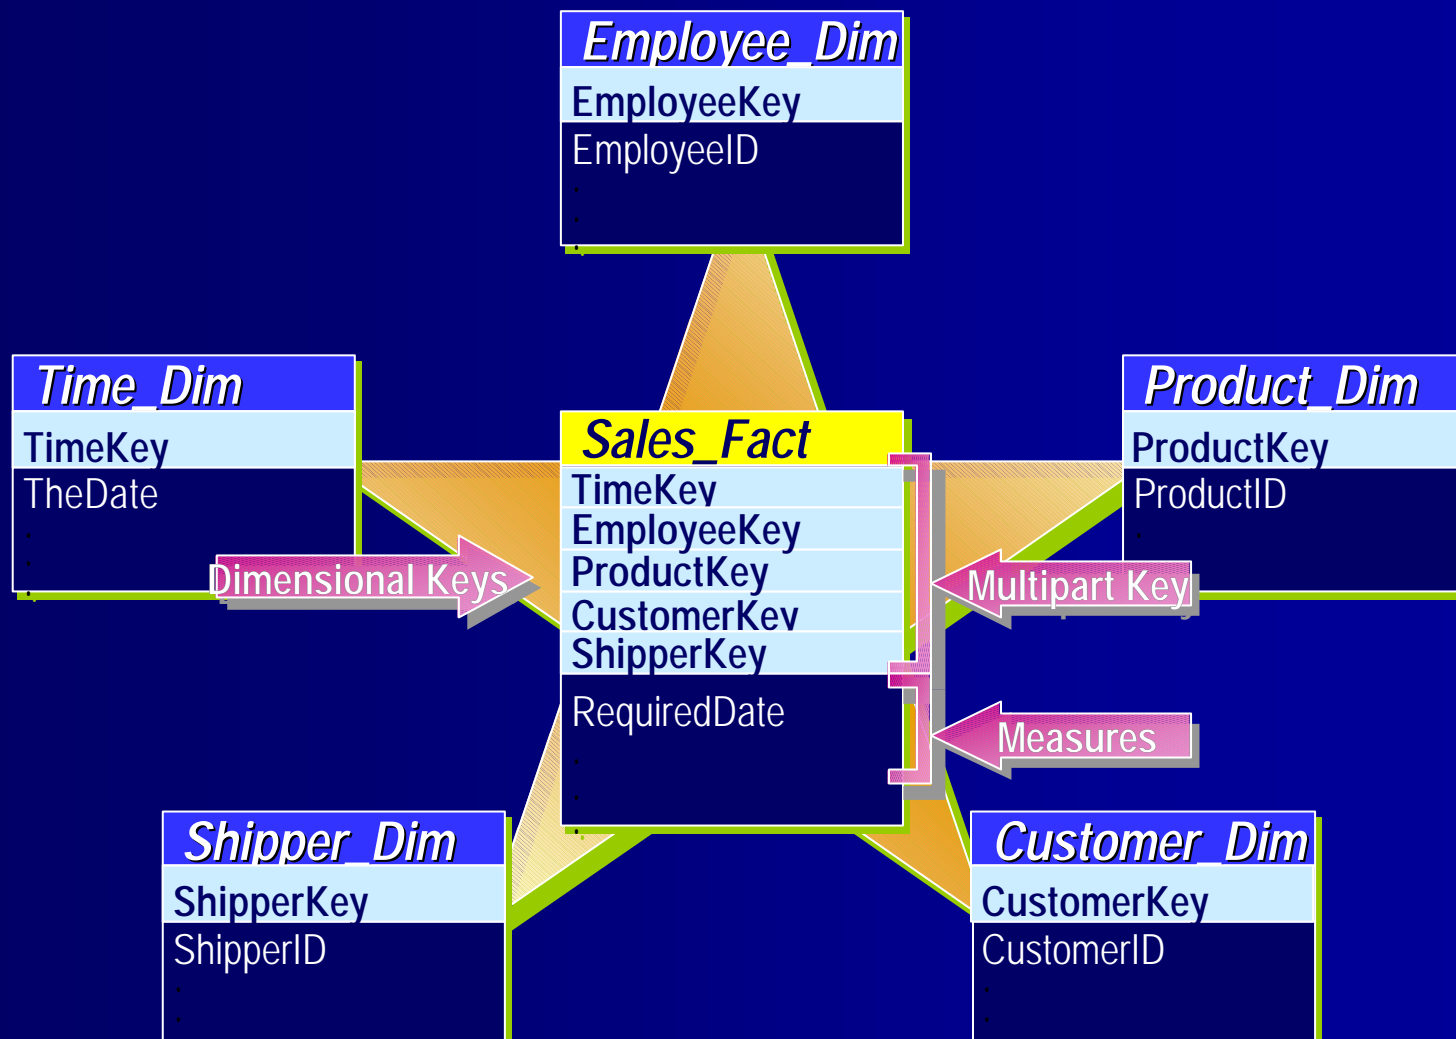 Employee_Dim
EmployeeKey
EmployeeID
.
.
.
Time_Dim
TimeKey
TheDate
.
.
.
Dimensional Keys
Sales_Fact
TimeKey
EmployeeKey
ProductKey
CustomerKey
ShipperKey
RequiredDate
.
.
.
Product_Dim
ProductKey
ProductID
.
Multipart Key
Measures
Shipper_Dim
ShipperKey
ShipperID
.
.
Customer_Dim
CustomerKey
CustomerID
.
.